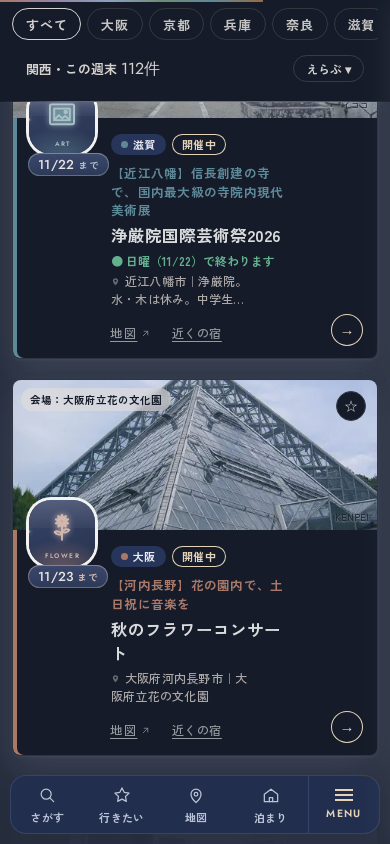 すべて
大阪
京都
兵庫
奈良
滋賀
関西・この週末 112件
えらぶ ▾
ART
11/22 まで
滋賀
開催中
【近江八幡】信長創建の寺
で、国内最大級の寺院内現代
美術展
浄厳院国際芸術祭2026
日曜（11/22）で終わります
近江八幡市｜浄厳院。
水・木は休み。中学生…
地図 ↗
近くの宿
→
会場：大阪府立花の文化園
☆
KENPEI
FLOWER
11/23 まで
大阪
開催中
【河内長野】花の園内で、土
日祝に音楽を
秋のフラワーコンサー
ト
大阪府河内長野市｜大
阪府立花の文化園
地図 ↗
近くの宿
→
さがす
行きたい
地図
泊まり
MENU